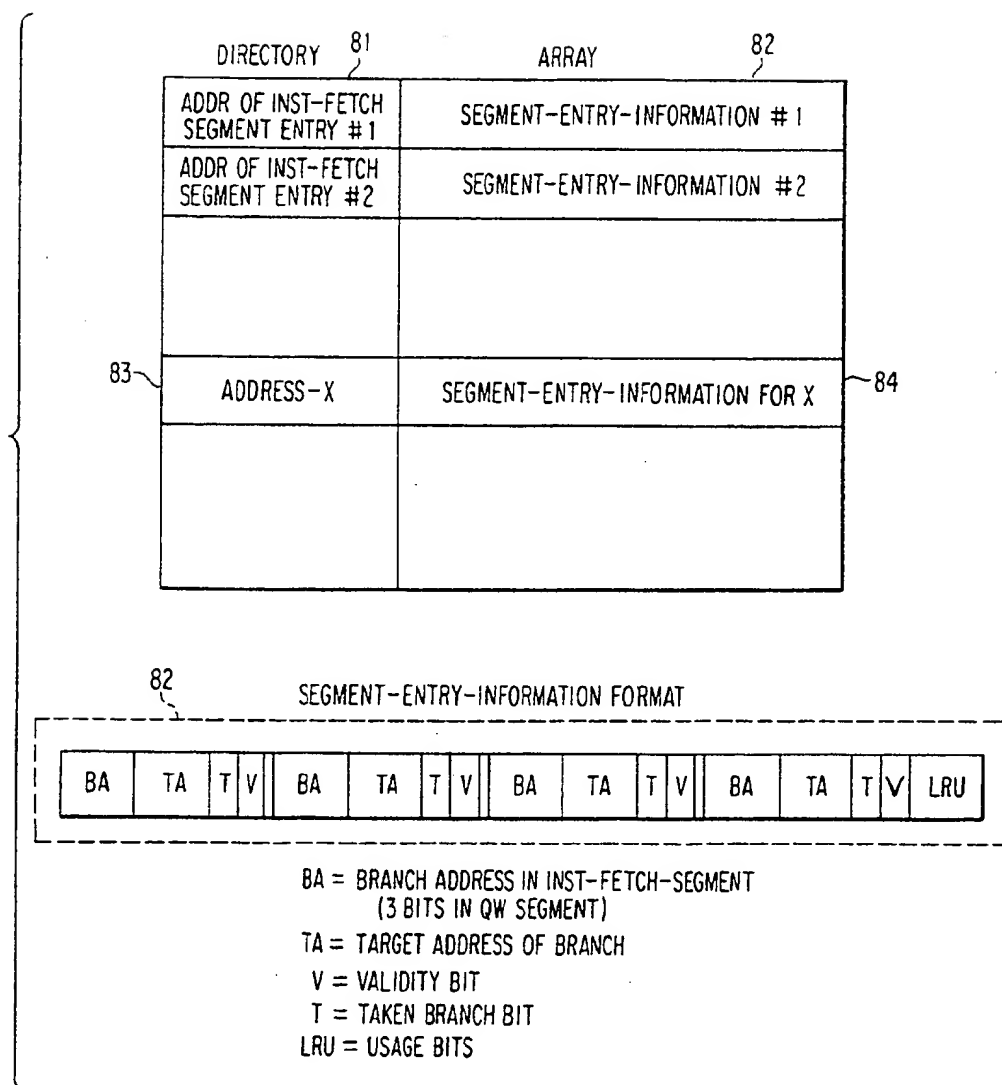 DIRECTORY 81 ARRAY 82
ADDR OF INST-FETCH
SEGMENT ENTRY #1
SEGMENT-ENTRY-INFORMATION #1
ADDR OF INST-FETCH
SEGMENT ENTRY #2
SEGMENT-ENTRY-INFORMATION #2
83 ADDRESS-X SEGMENT-ENTRY-INFORMATION FOR X 84
82 SEGMENT-ENTRY-INFORMATION FORMAT
BA TA T V BA TA T V BA TA T V BA TA T V LRU
BA = BRANCH ADDRESS IN INST-FETCH-SEGMENT
(3 BITS IN QW SEGMENT)
TA = TARGET ADDRESS OF BRANCH
V = VALIDITY BIT
T = TAKEN BRANCH BIT
LRU = USAGE BITS